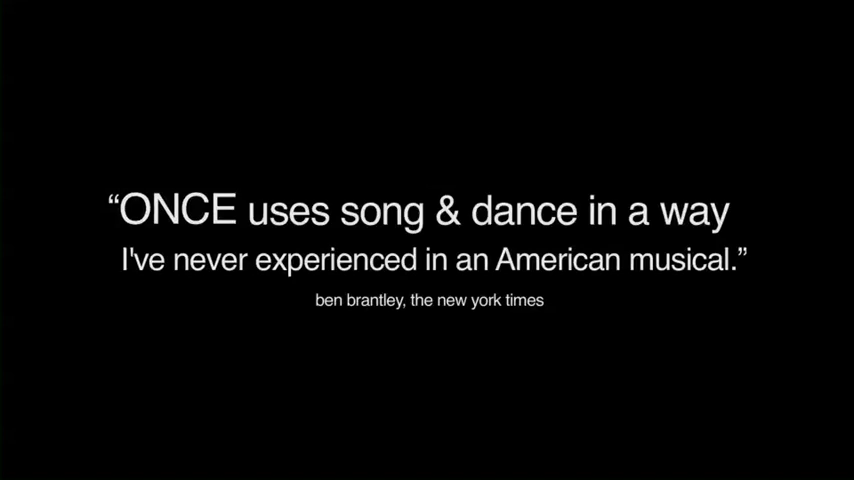 “ONCE uses song & dance in a way
I've never experienced in an American musical.”
ben brantley, the new york times